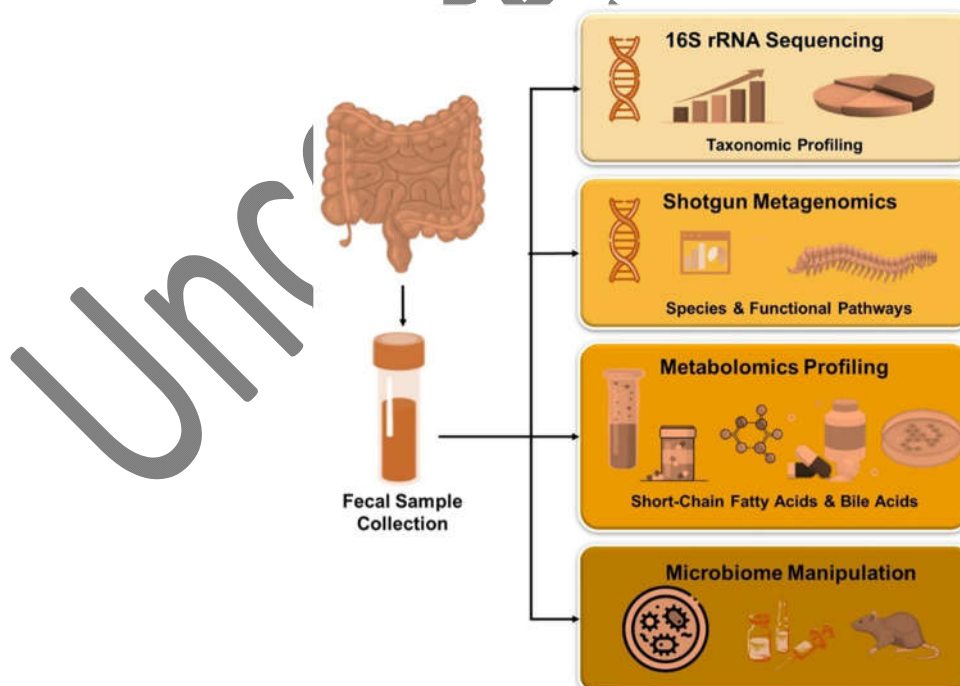 16S rRNA Sequencing
Taxonomic Profiling
Shotgun Metagenomics
Species & Functional Pathways
Metabolomics Profiling
Short-Chain Fatty Acids & Bile Acids
Microbiome Manipulation
Fecal Sample
Collection